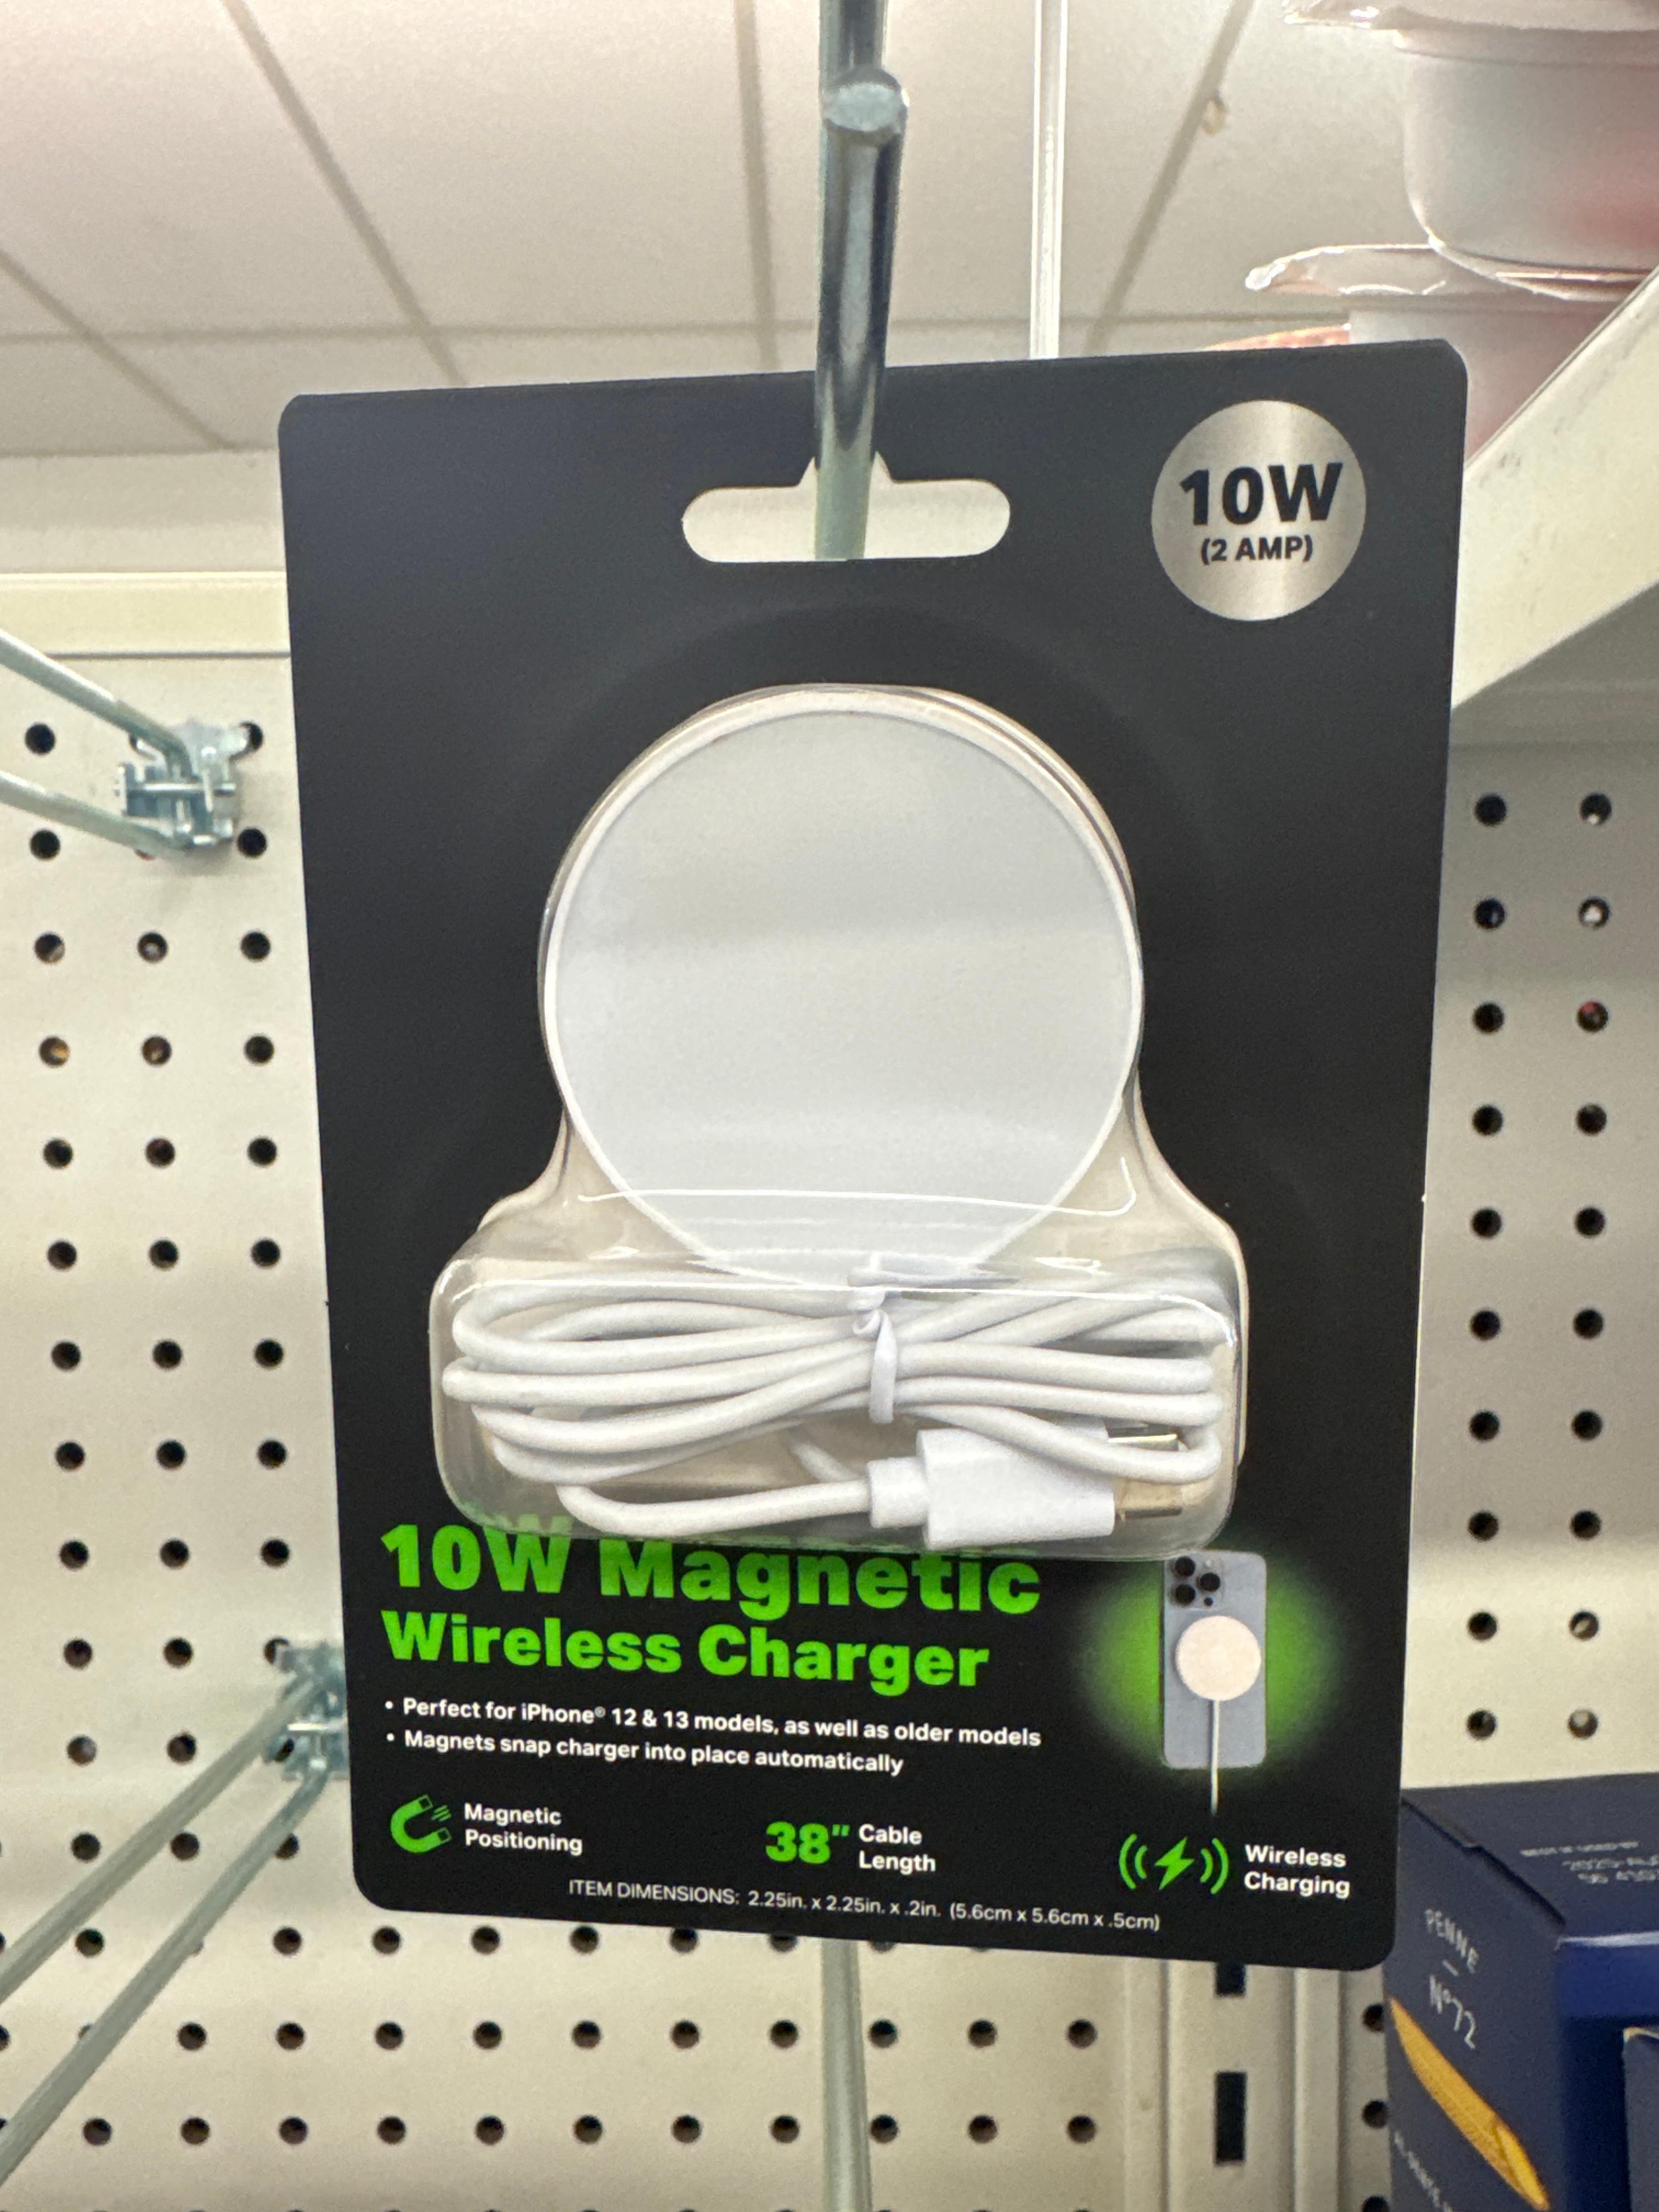 10W
(2 AMP)
10W Magnetic
Wireless Charger
• Perfect for iPhone® 12 & 13 models, as well as older models
• Magnets snap charger into place automatically
Magnetic
Positioning
38" Cable
Length
Wireless
Charging
ITEM DIMENSIONS: 2.25in. x 2.25in. x .2in. (5.6cm x 5.6cm x .5cm)
PENNE
N°72